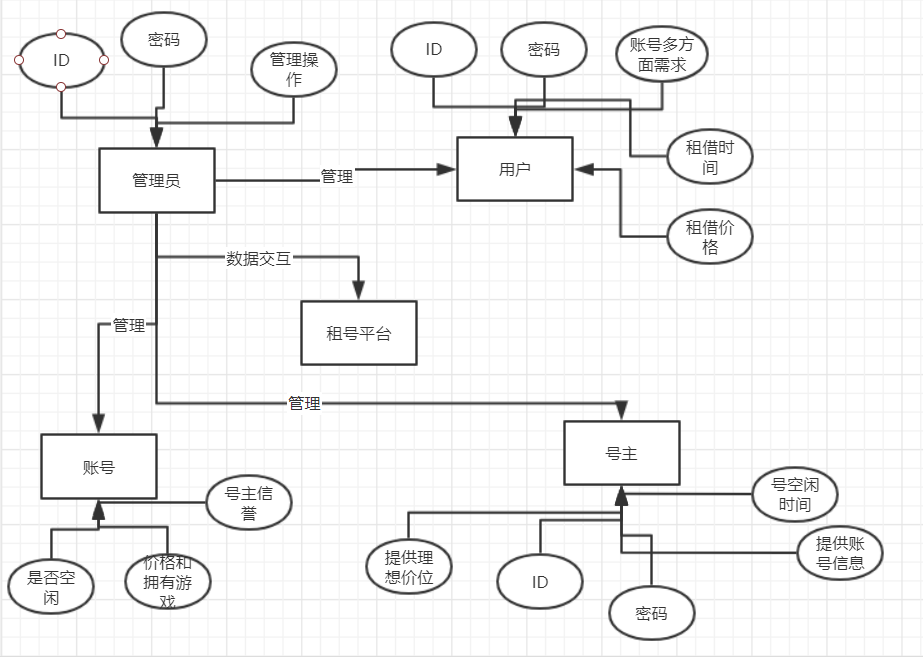 ID
密码
管理操
作
ID
密码
账号多方
面需求
管理员
管理
用户
租借时
间
租借价
格
数据交互
租号平台
管理
管理
账号
号主
号主信
誉
号空闲
时间
是否空
闲
价格和
拥有游
戏
提供理
想价位
ID
密码
提供账
号信息